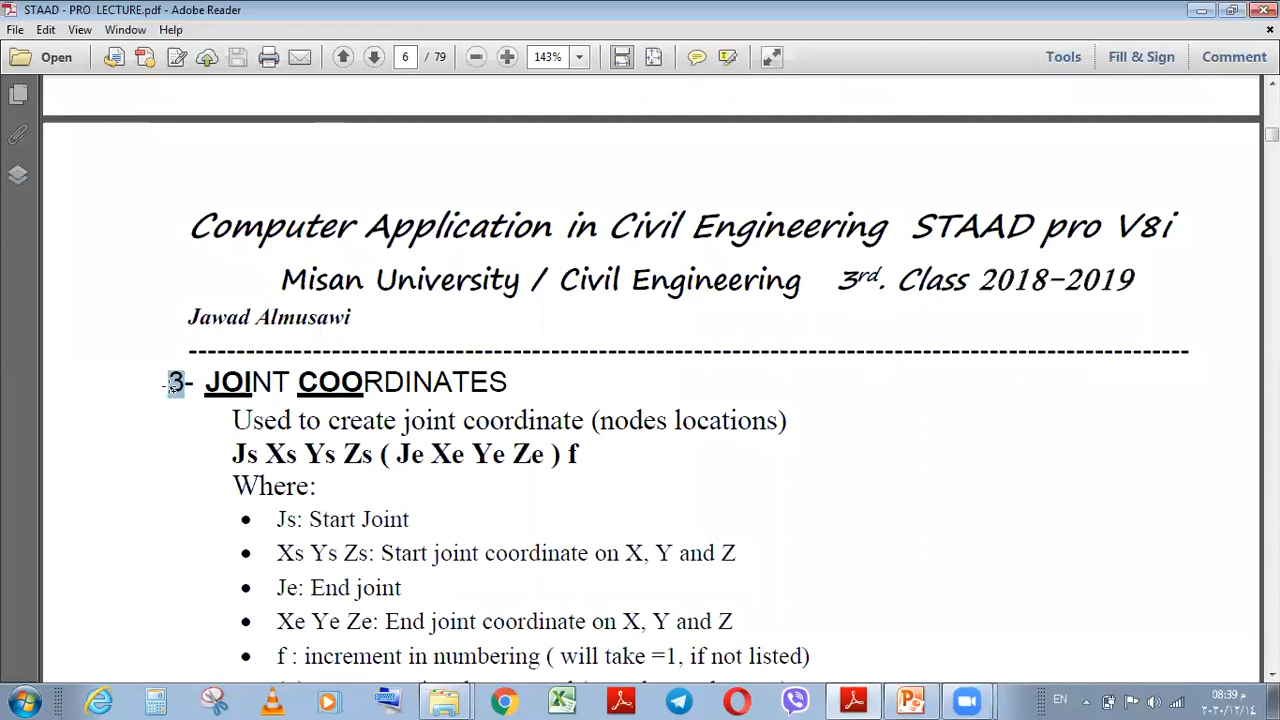 STAAD - PRO LECTURE.pdf - Adobe Reader
File Edit View Window Help
Open 6 / 79 143% Tools Fill & Sign Comment
Computer Application in Civil Engineering STAAD pro V8i
Misan University / Civil Engineering 3rd. Class 2018-2019
Jawad Almusawi
--------------------------------------------------------------------------------
3- JOINT COORDINATES
Used to create joint coordinate (nodes locations)
Js Xs Ys Zs ( Je Xe Ye Ze ) f
Where:
• Js: Start Joint
• Xs Ys Zs: Start joint coordinate on X, Y and Z
• Je: End joint
• Xe Ye Ze: End joint coordinate on X, Y and Z
• f : increment in numbering ( will take =1, if not listed)
EN
م 08:39
٢٠٢٠/١٢/١٤